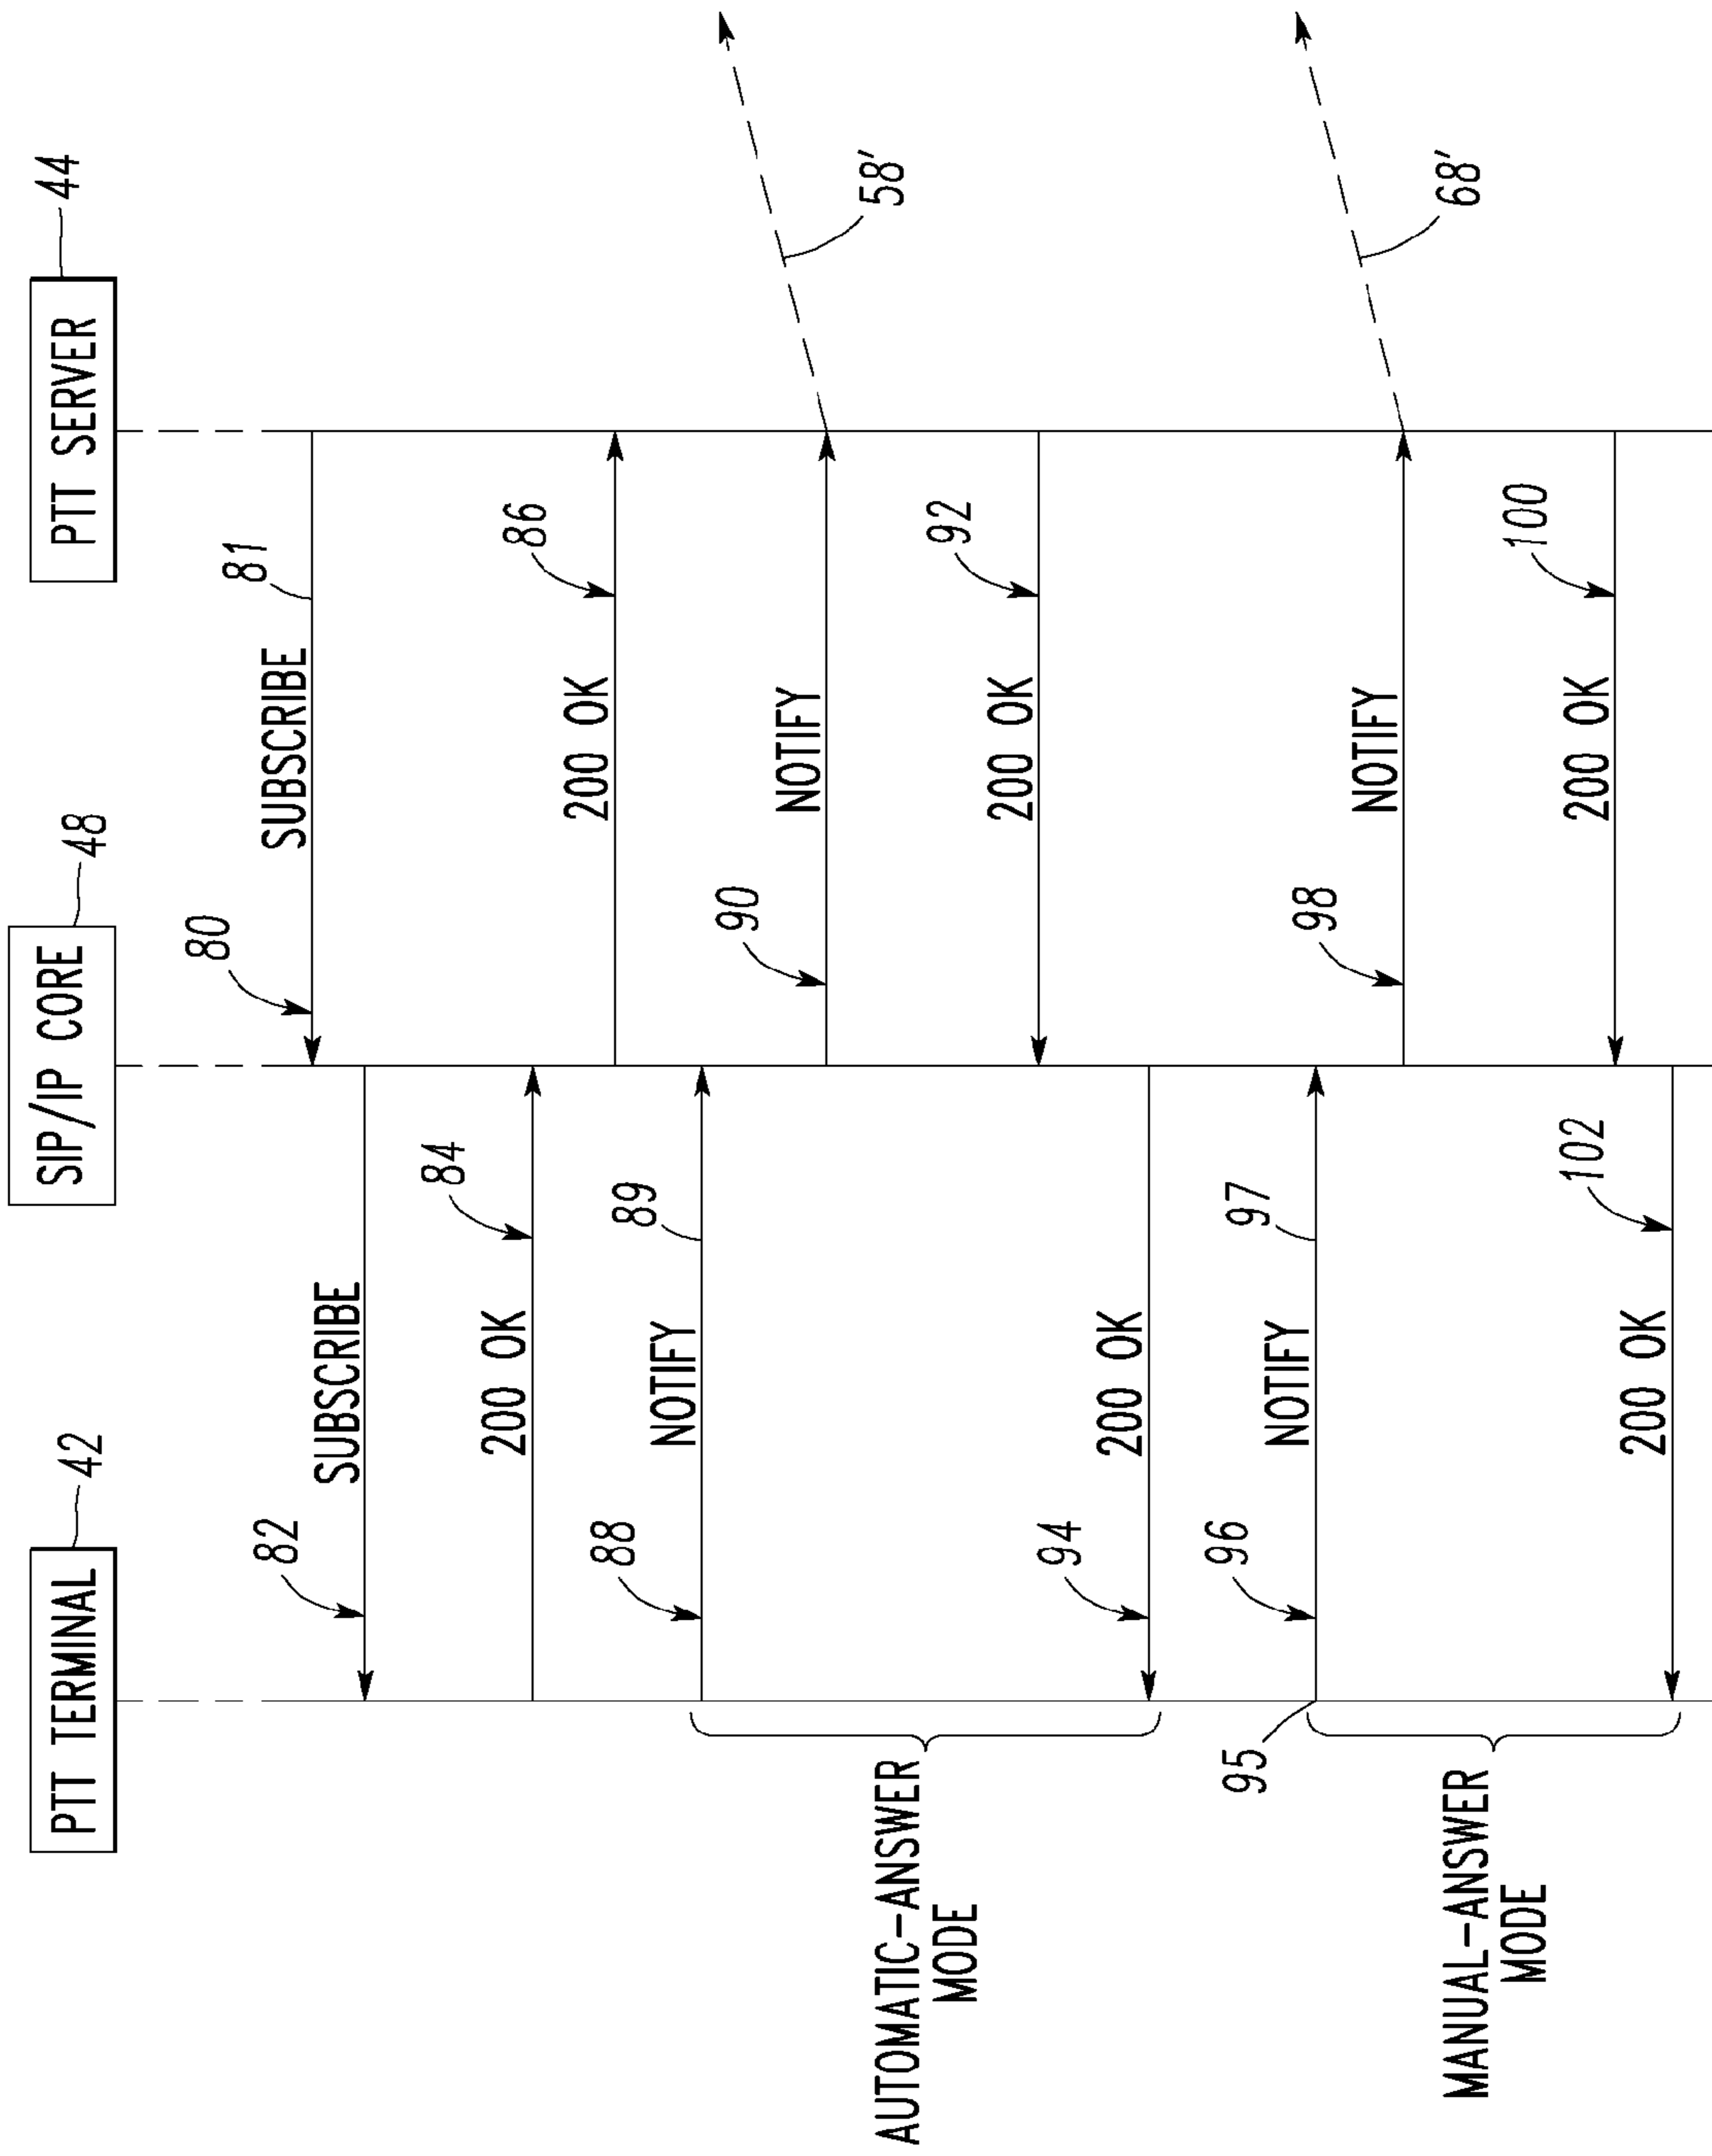 PTT TERMINAL
42
SIP/IP CORE
48
PTT SERVER
44
80
SUBSCRIBE
81
82
SUBSCRIBE
84
200 OK
86
200 OK
88
NOTIFY
89
90
NOTIFY
58'
92
200 OK
94
200 OK
AUTOMATIC-ANSWER
MODE
95
96
NOTIFY
97
98
NOTIFY
68'
100
200 OK
102
200 OK
MANUAL-ANSWER
MODE